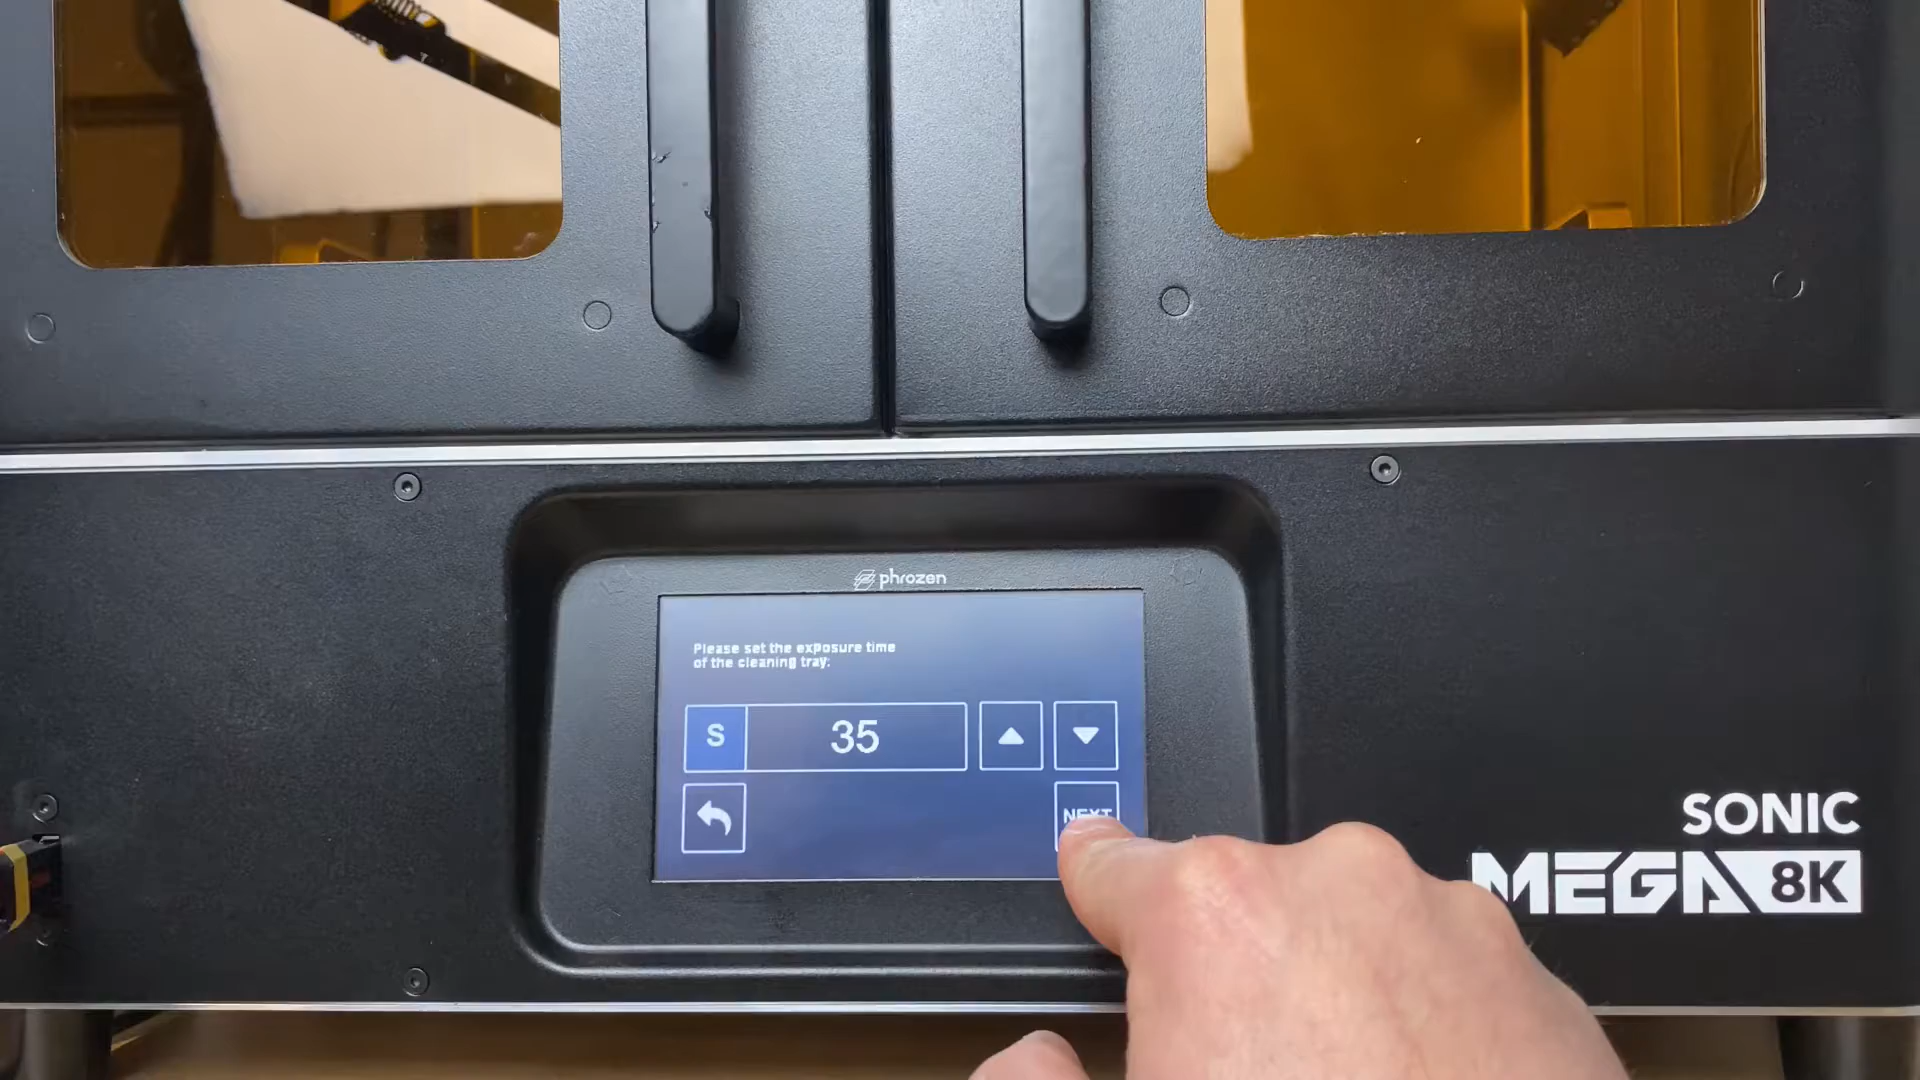 phrozen
Please set the exposure time
of the cleaning tray:
S 35
NEXT
SONIC
MEGA 8K